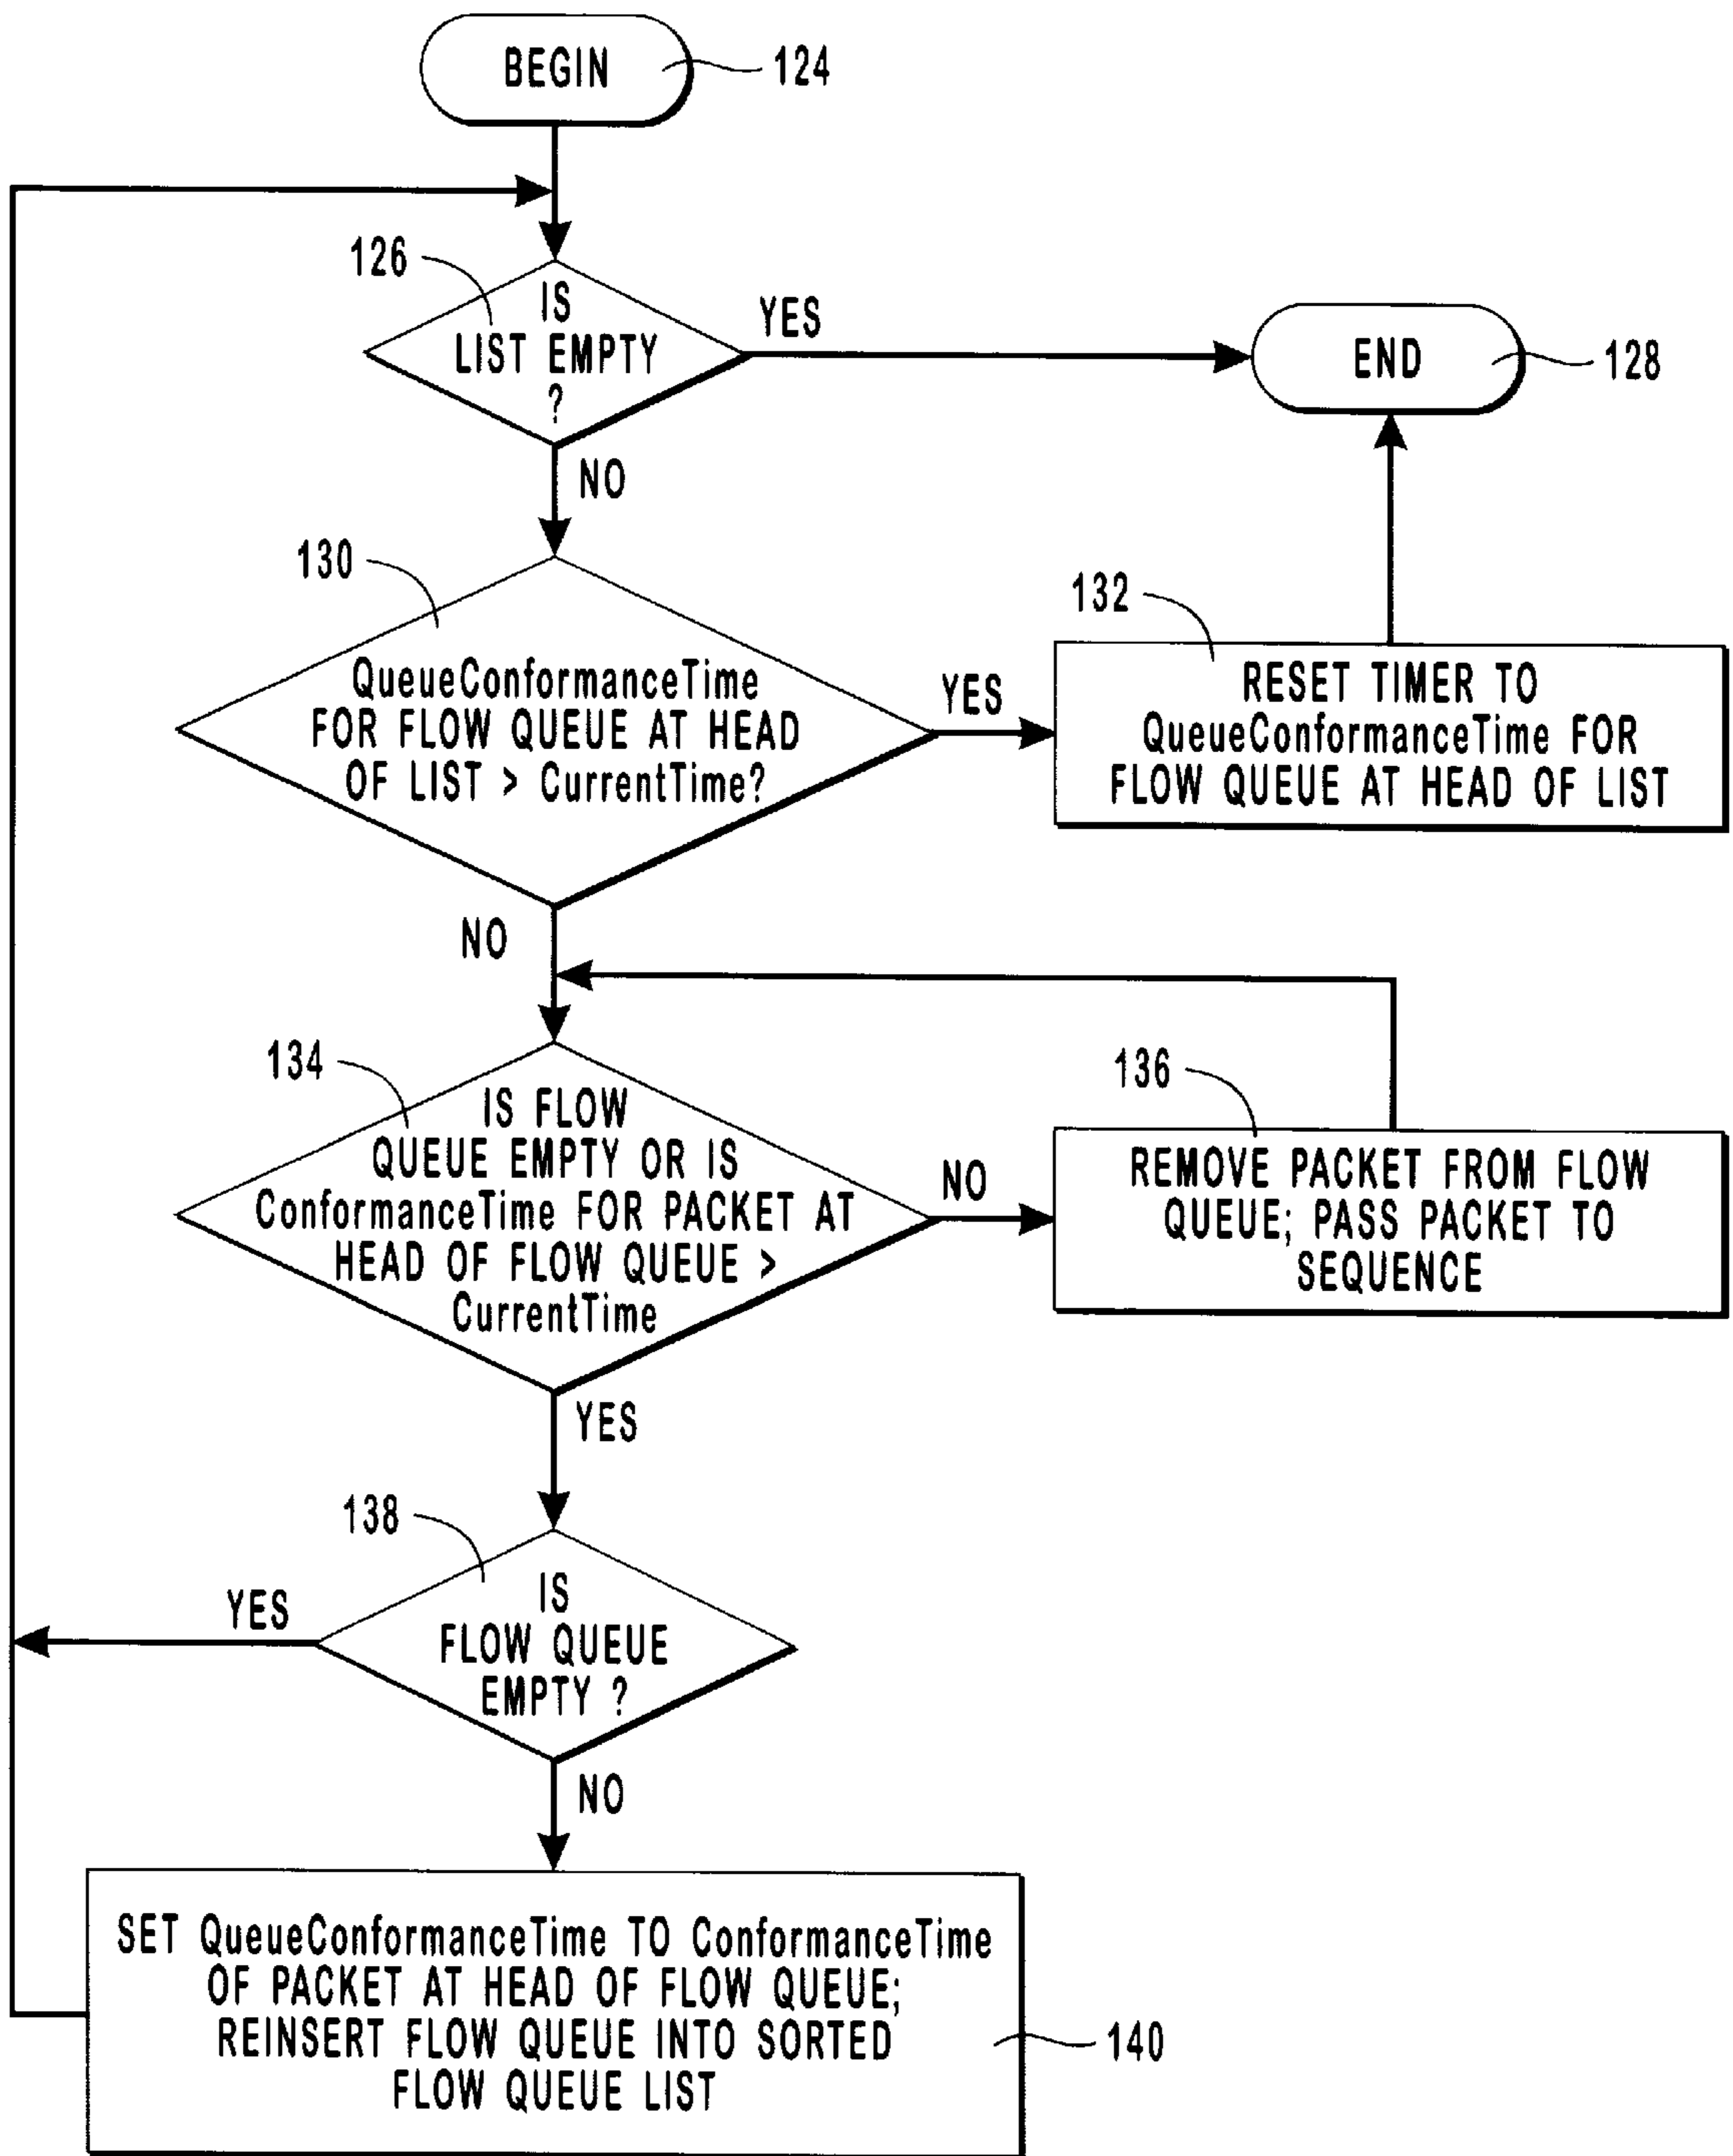 BEGIN
124
126
IS
LIST EMPTY
?
YES
END
128
NO
130
QueueConformanceTime
FOR FLOW QUEUE AT HEAD
OF LIST > CurrentTime?
YES
132
RESET TIMER TO
QueueConformanceTime FOR
FLOW QUEUE AT HEAD OF LIST
NO
134
IS FLOW
QUEUE EMPTY OR IS
ConformanceTime FOR PACKET AT
HEAD OF FLOW QUEUE >
CurrentTime
NO
136
REMOVE PACKET FROM FLOW
QUEUE; PASS PACKET TO
SEQUENCE
YES
138
IS
FLOW QUEUE
EMPTY ?
YES
NO
SET QueueConformanceTime TO ConformanceTime
OF PACKET AT HEAD OF FLOW QUEUE;
REINSERT FLOW QUEUE INTO SORTED
FLOW QUEUE LIST
140